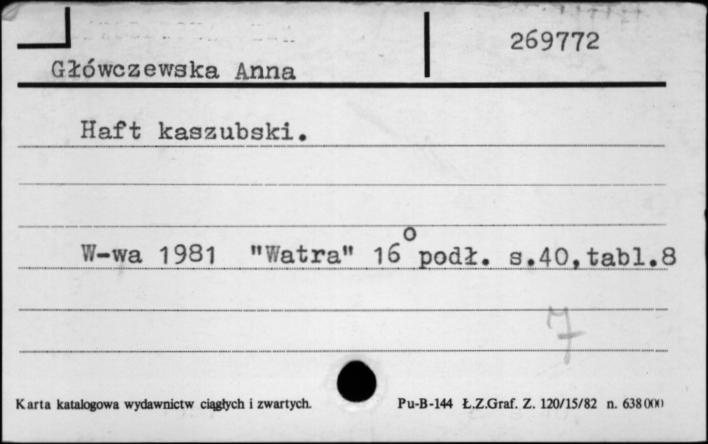 269772
Główczewska Anna
Haft kaszubski.
W-wa 1981 "Watra" 16° podł. s.40,tabl.8
7
Karta katalogowa wydawnictw ciągłych i zwartych. Pu-B-144 Ł.Z.Graf. Z. 120/15/82 n. 638000